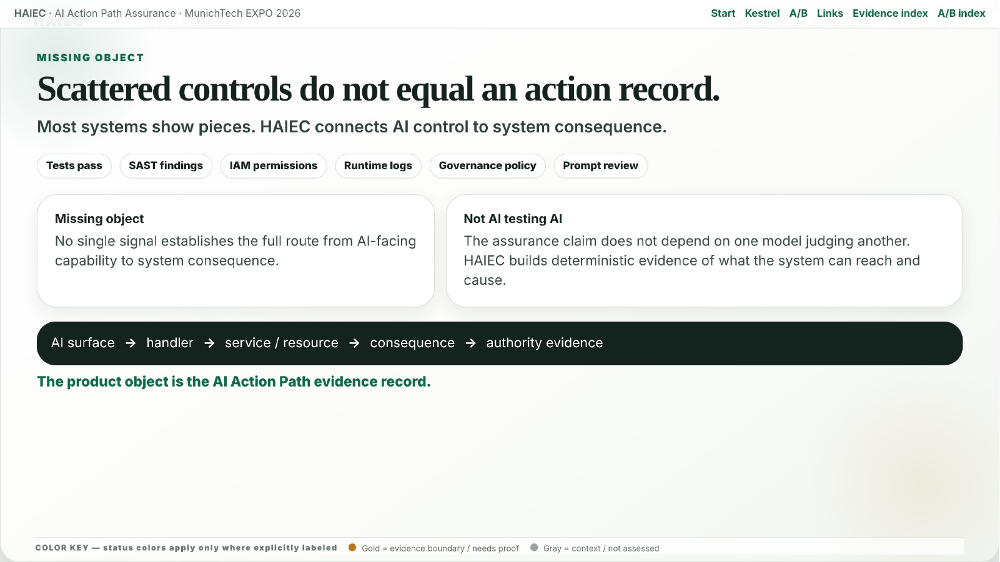 HAIEC · AI Action Path Assurance · MunichTech EXPO 2026
Start Kestrel A/B Links Evidence index A/B index
HAIEC PROBLEM MUNICHTECH EXPO 2026
MISSING OBJECT
Scattered controls do not equal an action record.
Most systems show pieces. HAIEC connects AI control to system consequence.
Tests pass
SAST findings
IAM permissions
Runtime logs
Governance policy
Prompt review
Missing object
No single signal establishes the full route from AI-facing
capability to system consequence.
Not AI testing AI
The assurance claim does not depend on one model judging another.
HAIEC builds deterministic evidence of what the system can reach and
cause.
AI surface → handler → service / resource → consequence → authority evidence
The product object is the AI Action Path evidence record.
COLOR KEY — status colors apply only where explicitly labeled Gold = evidence boundary / needs proof Gray = context / not assessed